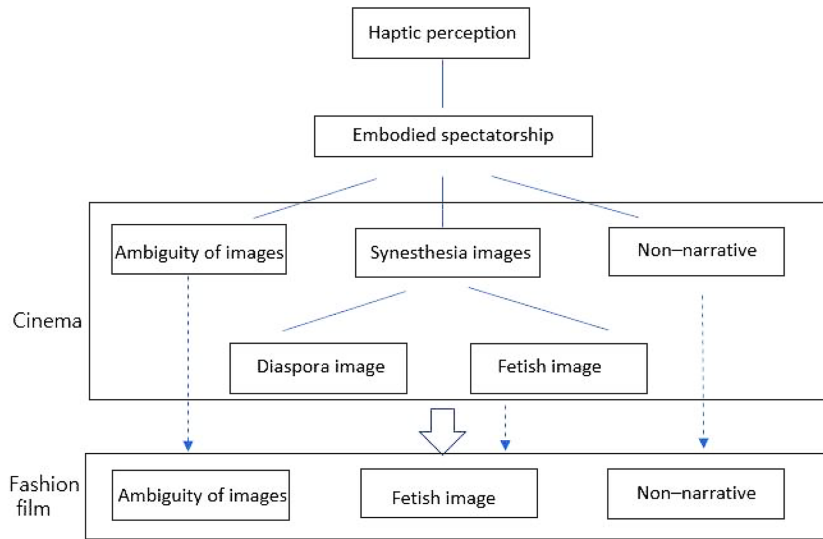 Haptic perception
Embodied spectatorship
Ambiguity of images
Synesthesia images
Non–narrative
Cinema
Diaspora image
Fetish image
Fashion
film
Ambiguity of images
Fetish image
Non–narrative